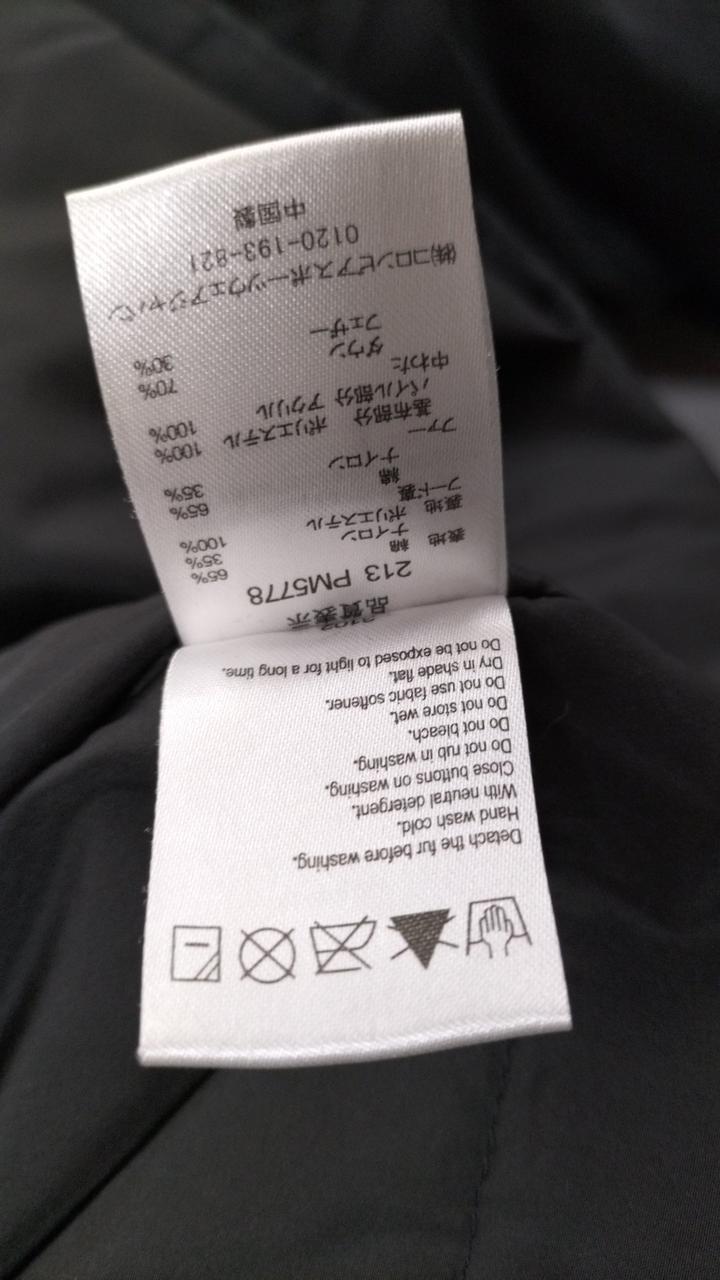 Detach the fur before washing.
Hand wash cold.
With neutral detergent.
Close buttons on washing.
Do not rub in washing.
Do not bleach.
Do not store wet.
Do not use fabric softener.
Dry in shade flat.
Do not be exposed to light for a long time.
品質表示
213 PM5778
表地 綿 65%
ナイロン 35%
裏地 ポリエステル 100%
フード裏
綿 65%
ナイロン 35%
ファー
基布部分 ポリエステル 100%
パイル部分 アクリル 100%
中わた
ダウン 70%
フェザー 30%
㈱コロンビアスポーツウェアジャパン
0120-193-821
中国製